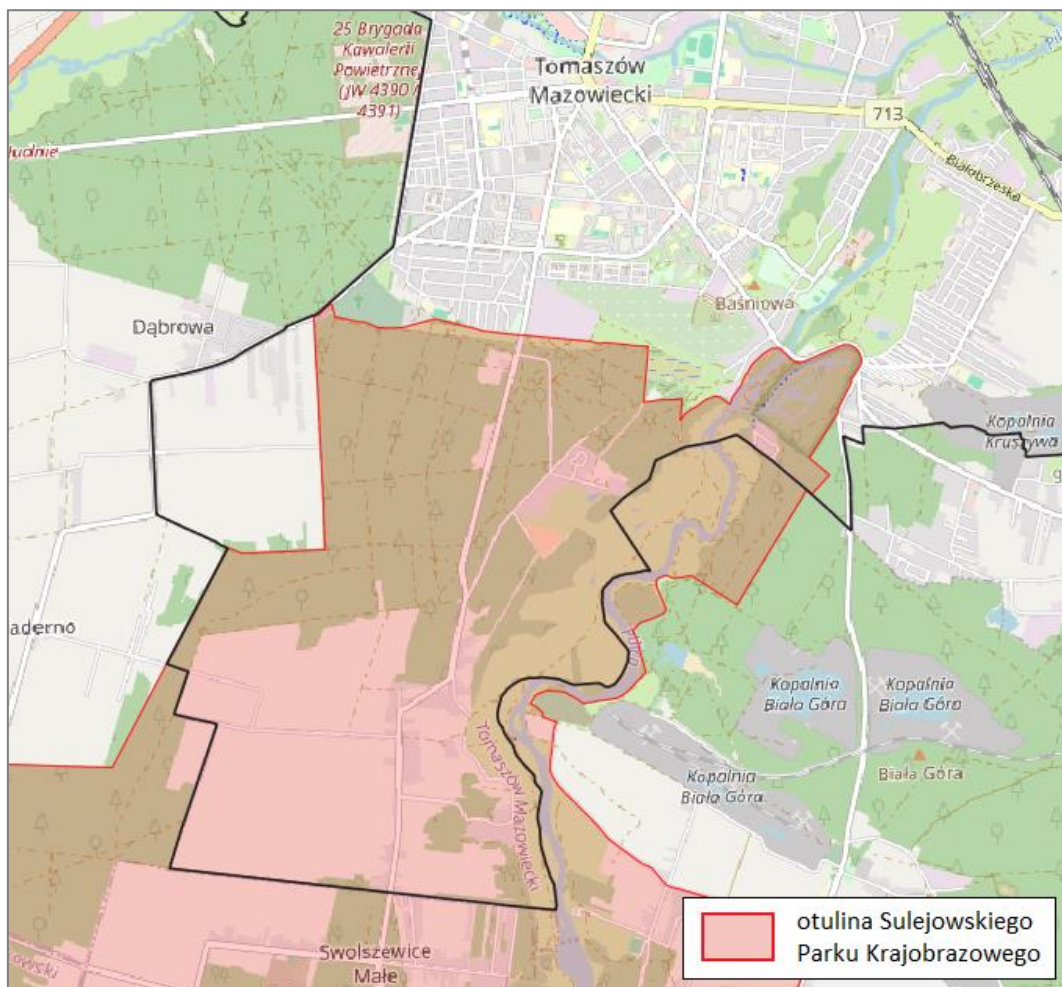 25 Brygada
Kawalerii
Powietrznej
(JW 4390 /
4391)
Tomaszów
Mazowiecki
713
Białobrzeska
Baśniowa
Dąbrowa
Kopalnia
Kruszywa
aderno
Pilica
Kopalnia
Biała Góra
Kopalnia
Biała Góra
Kopalnia
Biała Góra
Biała Góra
Tomaszów Mazowiecki
Swolszewice
Małe
owski
otulina Sulejowskiego
Parku Krajobrazowego